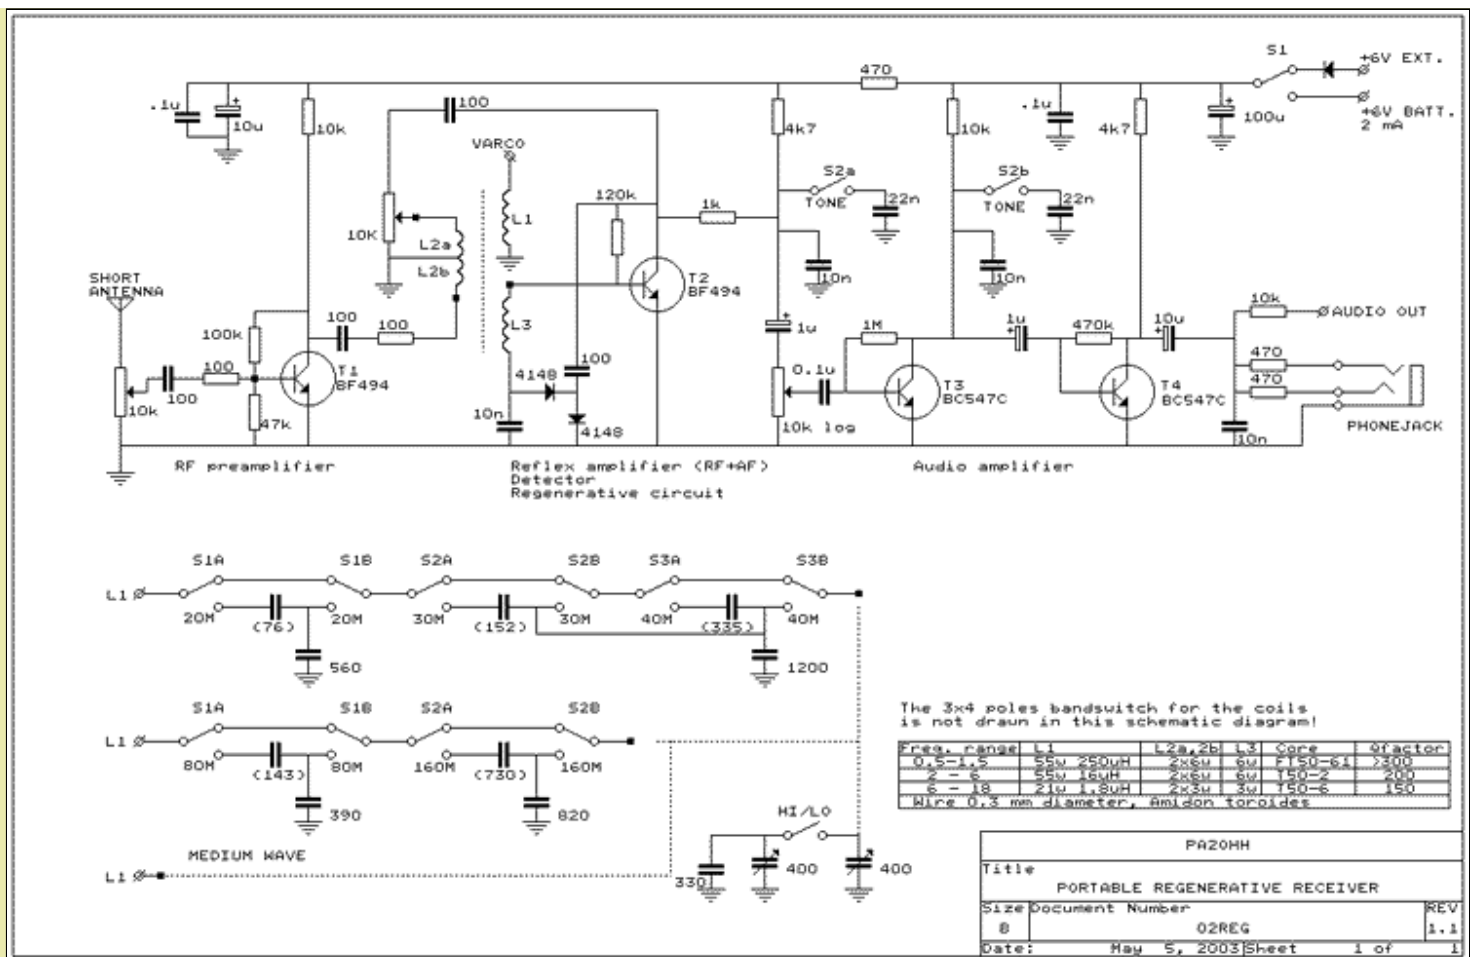 S1
+6V EXT.
470
.1u
10u
10k
100
4k7
10k
.1u
4k7
100u
+6V BATT.
2 mA
VARCO
S2a
TONE
22n
S2b
TONE
22n
120k
1k
L1
10K
L2a
L2b
T2
BF494
10n
10n
SHORT
ANTENNA
100
100
L3
100k
100
T1
BF494
100
10k
47k
4148
100
10n
4148
1u
1M
0.1u
T3
BC547C
10k log
1u
470k
10u
T4
BC547C
10k
AUDIO OUT
470
470
10n
PHONEJACK
RF preamplifier
Reflex amplifier (RF+AF)
Detector
Regenerative circuit
Audio amplifier
S1A S1B S2A S2B S3A S3B
L1
20M (76) 20M 30M (152) 30M 40M (335) 40M
560 1200
S1A S1B S2A S2B
L1
80M (143) 80M 160M (730) 160M
390 820
MEDIUM WAVE
L1
HI/LO
330 400 400
The 3x4 poles bandswitch for the coils
is not drawn in this schematic diagram!
Freq. range L1 L2a,2b L3 Core Qfactor
0.5-1.5 55w 250uH 2x6w 6w FT50-61 >300
2 - 6 55w 16uH 2x6w 6w T50-2 200
6 - 18 21w 1.8uH 2x3w 3w T50-6 150
Wire 0,3 mm diameter, Amidon toroides
PA2OHH
Title
PORTABLE REGENERATIVE RECEIVER
Size Document Number REV
B 02REG 1.1
Date: May 5, 2003 Sheet 1 of 1